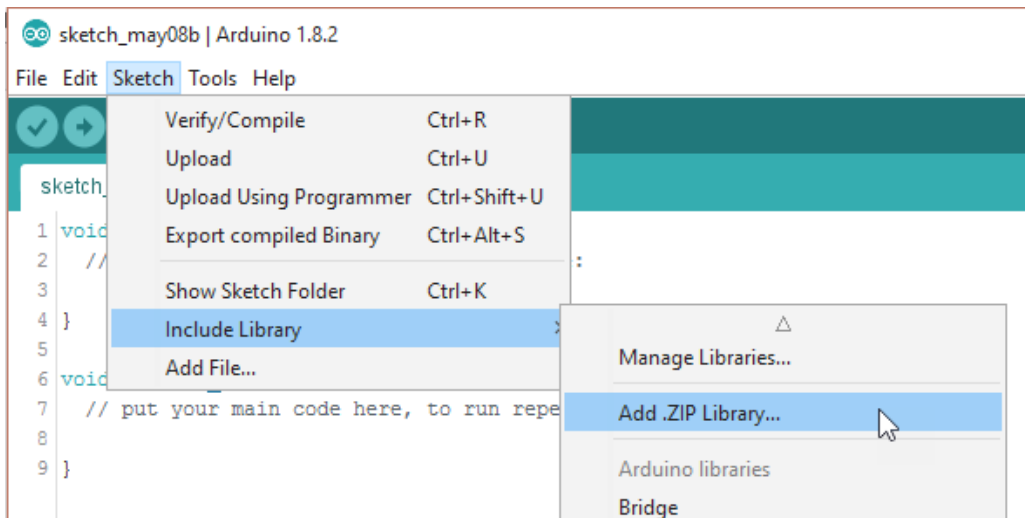 sketch_may08b | Arduino 1.8.2
File Edit Sketch Tools Help
Verify/Compile Ctrl+R
Upload Ctrl+U
sketch_
Upload Using Programmer Ctrl+Shift+U
1 void
Export compiled Binary Ctrl+Alt+S
2 // :
3 Show Sketch Folder Ctrl+K
4 }
Include Library
5
Manage Libraries...
Add File...
6 void
7 // put your main code here, to run repe
Add .ZIP Library...
8
9 }
Arduino libraries
Bridge